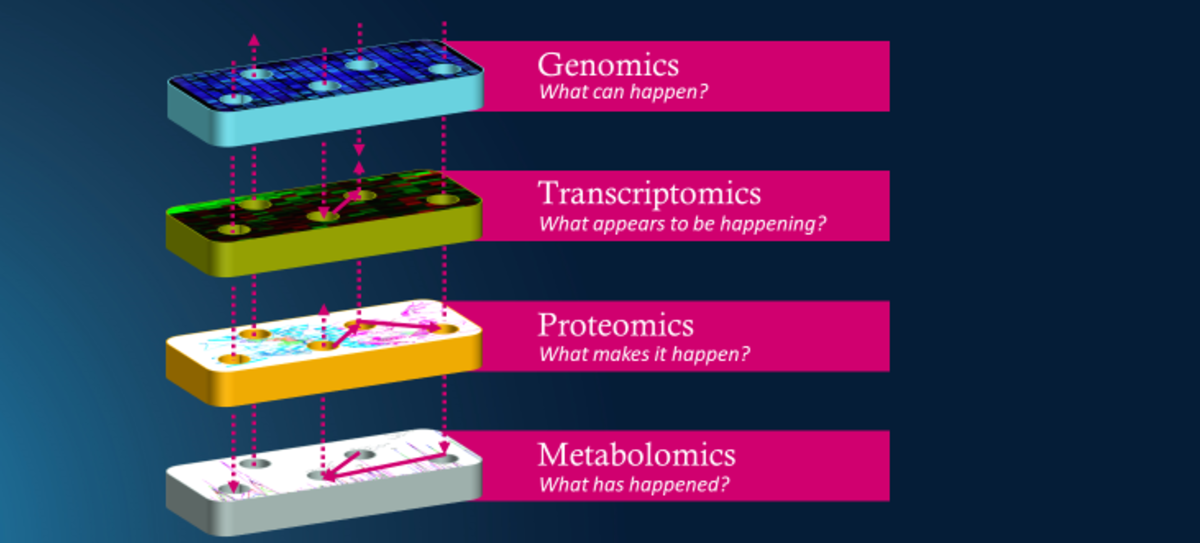 Genomics
What can happen?
Transcriptomics
What appears to be happening?
Proteomics
What makes it happen?
Metabolomics
What has happened?